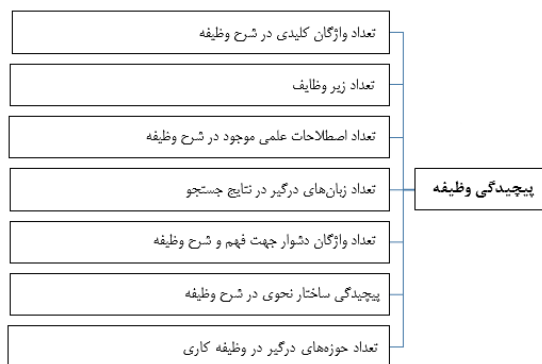 تعداد واژگان کلیدی در شرح وظیفه
تعداد زیر وظایف
تعداد اصطلاحات علمی موجود در شرح وظیفه
پیچیدگی وظیفه
تعداد زبان‌های درگیر در نتایج جستجو
تعداد واژگان دشوار جهت فهم و شرح وظیفه
پیچیدگی ساختار نحوی در شرح وظیفه
تعداد حوزه‌های درگیر در وظیفه کاری